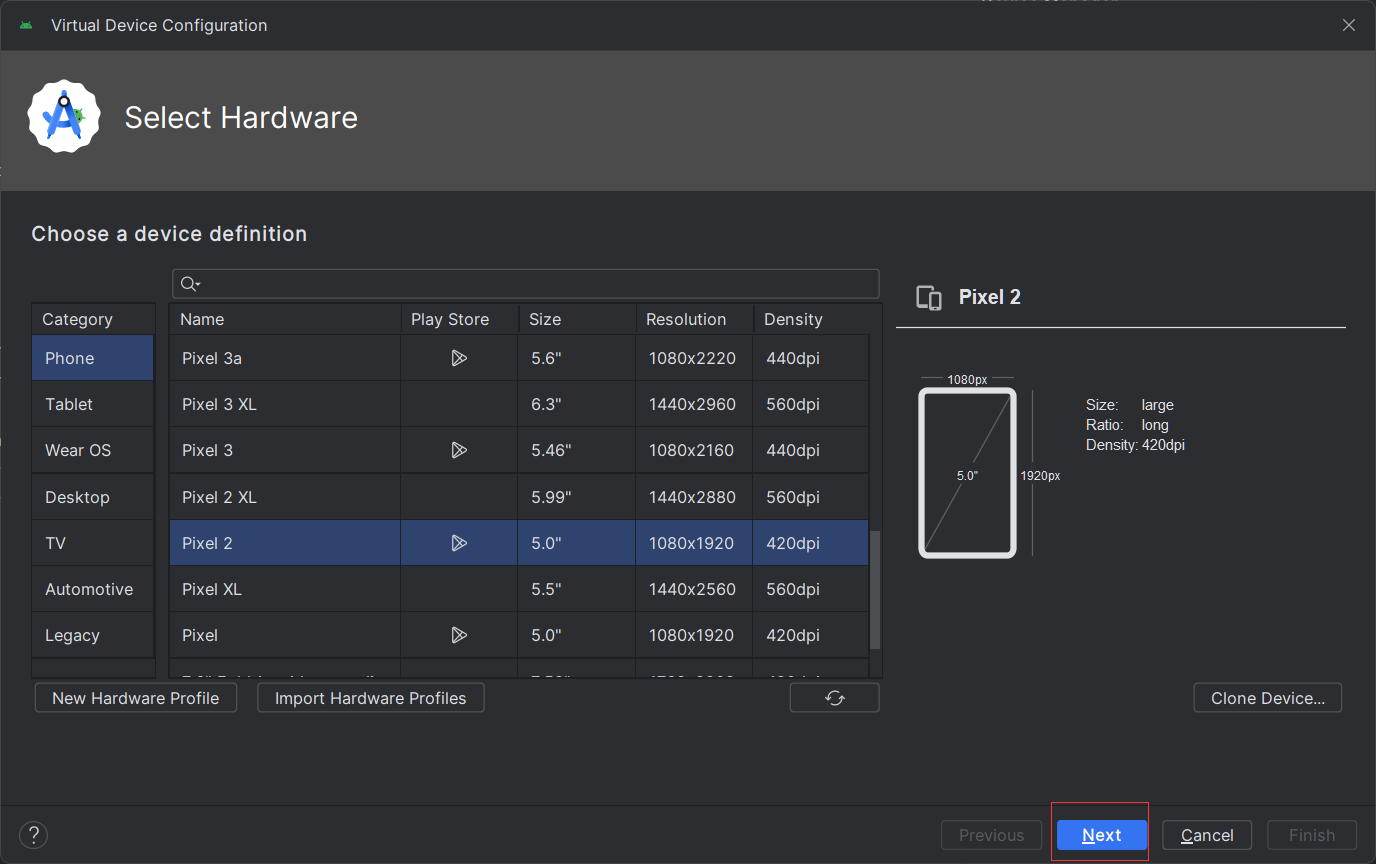 Virtual Device Configuration
Select Hardware
Choose a device definition
Category
Phone
Tablet
Wear OS
Desktop
TV
Automotive
Legacy
Name Play Store Size Resolution Density
Pixel 3a 5.6" 1080x2220 440dpi
Pixel 3 XL 6.3" 1440x2960 560dpi
Pixel 3 5.46" 1080x2160 440dpi
Pixel 2 XL 5.99" 1440x2880 560dpi
Pixel 2 5.0" 1080x1920 420dpi
Pixel XL 5.5" 1440x2560 560dpi
Pixel 5.0" 1080x1920 420dpi
Pixel 2
1080px
5.0"
1920px
Size: large
Ratio: long
Density: 420dpi
New Hardware Profile Import Hardware Profiles Clone Device...
? Previous Next Cancel Finish